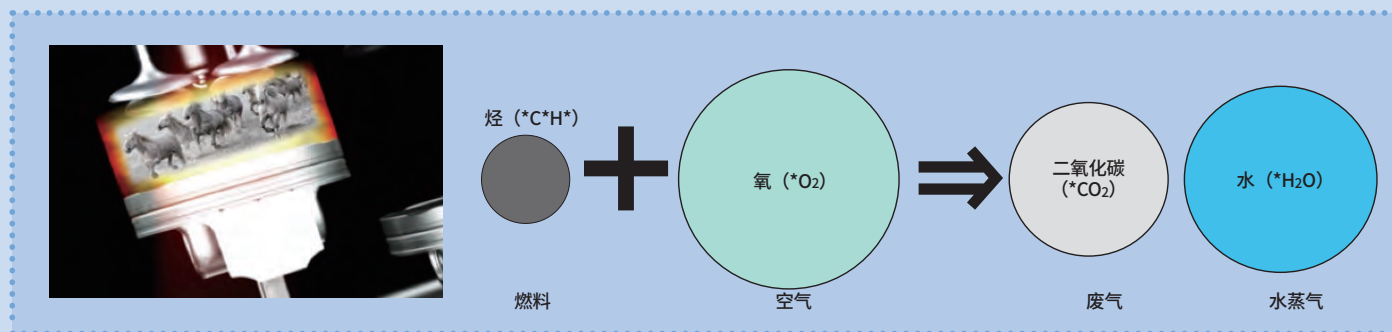 烃（*C*H*）
氧（*O₂）
二氧化碳
（*CO₂）
水（*H₂O）
燃料
空气
废气
水蒸气